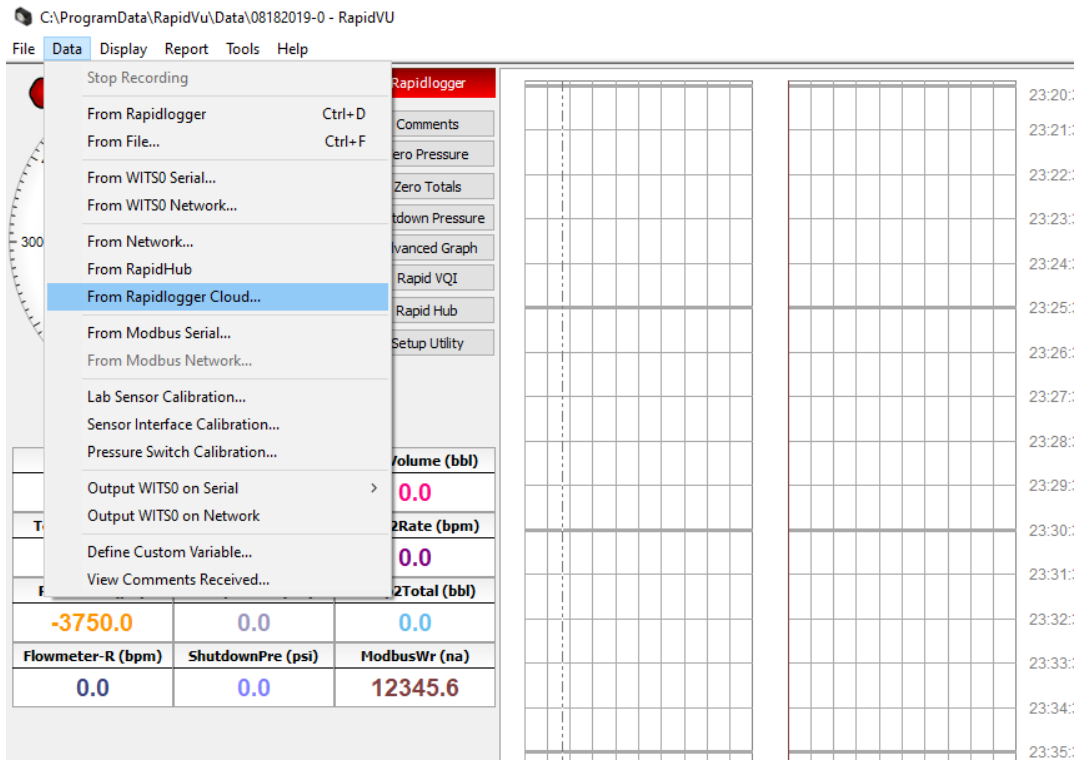 C:\ProgramData\RapidVu\Data\08182019-0 - RapidVU
File Data Display Report Tools Help
Stop Recording
From Rapidlogger Ctrl+D
From File... Ctrl+F
From WITS0 Serial...
From WITS0 Network...
From Network...
From RapidHub
From Rapidlogger Cloud...
From Modbus Serial...
From Modbus Network...
Lab Sensor Calibration...
Sensor Interface Calibration...
Pressure Switch Calibration...
Output WITS0 on Serial
Output WITS0 on Network
Define Custom Variable...
View Comments Received...
300
Rapidlogger
Comments
ero Pressure
Zero Totals
tdown Pressure
vanced Graph
Rapid VQI
Rapid Hub
Setup Utility
Volume (bbl)
0.0
2Rate (bpm)
0.0
2Total (bbl)
-3750.0 0.0 0.0
Flowmeter-R (bpm) ShutdownPre (psi) ModbusWr (na)
0.0 0.0 12345.6
23:20:
23:21:
23:22:
23:23:
23:24:
23:25:
23:26:
23:27:
23:28:
23:29:
23:30:
23:31:
23:32:
23:33:
23:34:
23:35: